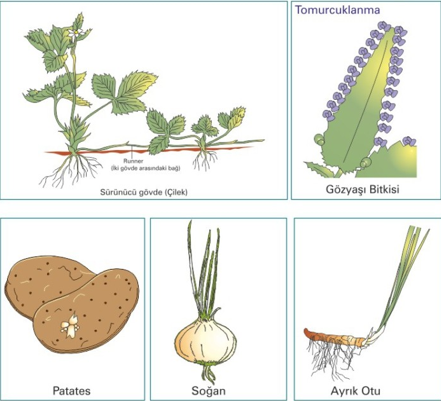 Tomurcuklanma
Runner
(İki gövde arasındaki bağ)
Sürünücü gövde (Çilek)
Gözyaşı Bitkisi
Patates
Soğan
Ayrık Otu